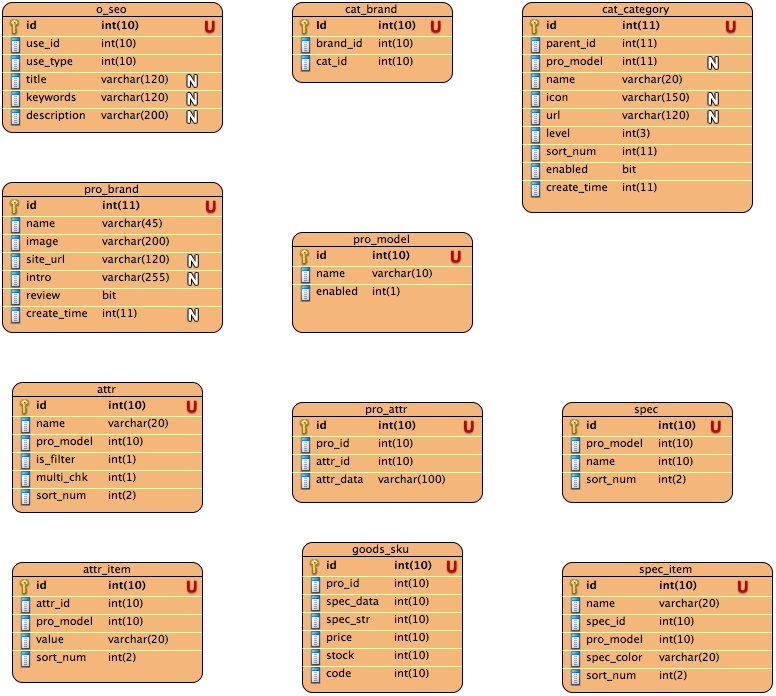 o_seo
id int(10) U
use_id int(10)
use_type int(10)
title varchar(120) N
keywords varchar(120) N
description varchar(200) N
cat_brand
Id int(10) U
brand_id int(10)
cat_id int(10)
cat_category
id int(11) U
parent_id int(11)
pro_model int(11) N
name varchar(20)
icon varchar(150) N
url varchar(120) N
level int(3)
sort_num int(11)
enabled bit
create_time int(11)
pro_brand
id int(11) U
name varchar(45)
image varchar(200)
site_url varchar(120) N
intro varchar(255) N
review bit
create_time int(11) N
pro_model
id int(10) U
name varchar(10)
enabled int(1)
attr
id int(10) U
name varchar(20)
pro_model int(10)
is_filter int(1)
multi_chk int(1)
sort_num int(2)
pro_attr
id int(10) U
pro_id int(10)
attr_id int(10)
attr_data varchar(100)
spec
id int(10) U
pro_model int(10)
name int(10)
sort_num int(2)
attr_item
id int(10) U
attr_id int(10)
pro_model int(10)
value varchar(20)
sort_num int(2)
goods_sku
id int(10) U
pro_id int(10)
spec_data int(10)
spec_str int(10)
price int(10)
stock int(10)
code int(10)
spec_item
id int(10) U
name varchar(20)
spec_id int(10)
pro_model int(10)
spec_color varchar(20)
sort_num int(2)